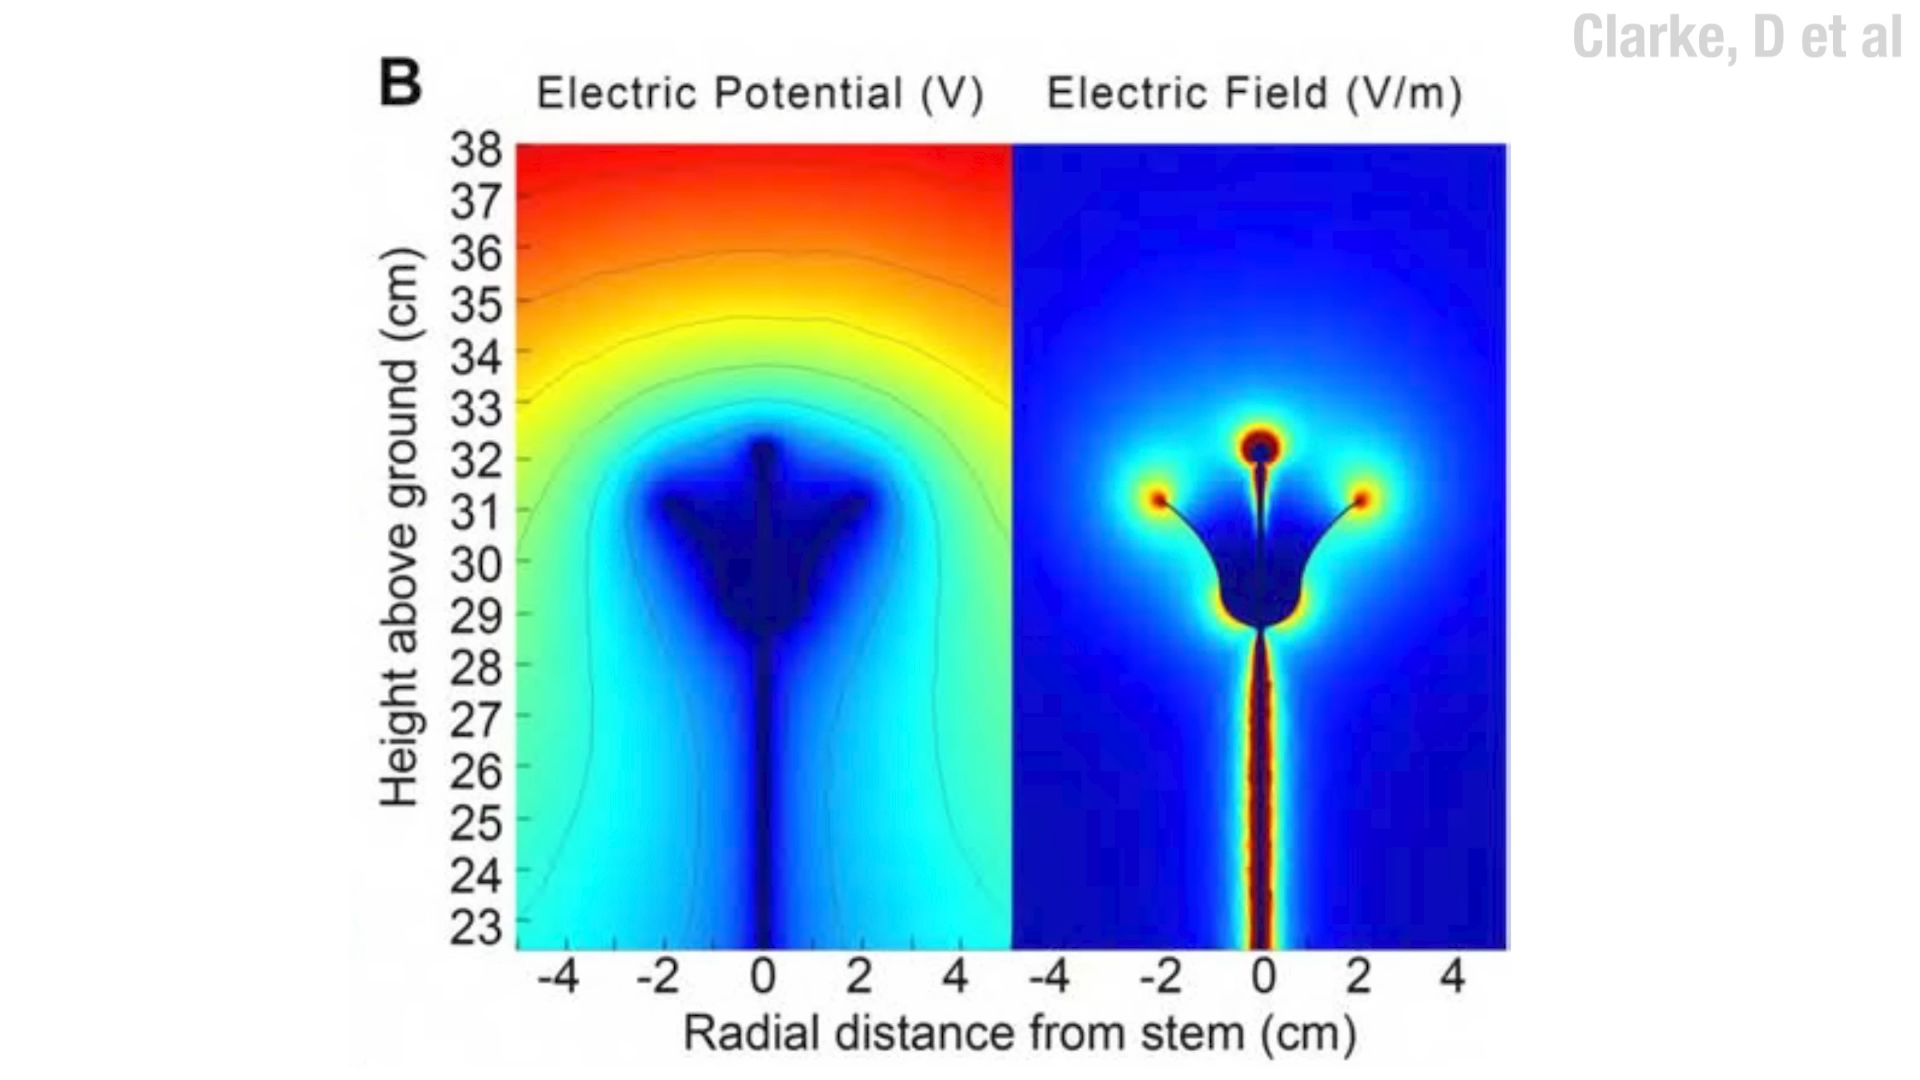 Clarke, D et al
B
Electric Potential (V)
Electric Field (V/m)
Height above ground (cm)
38
37
36
35
34
33
32
31
30
29
28
27
26
25
24
23
-4 -2 0 2 4
-4 -2 0 2 4
Radial distance from stem (cm)